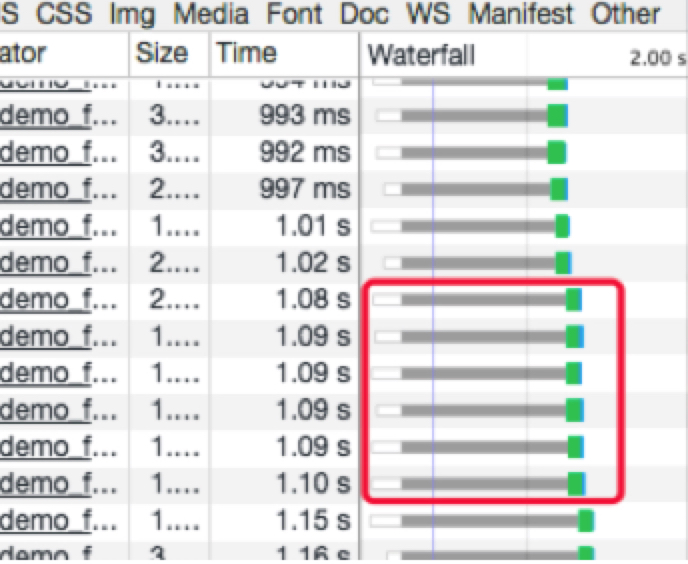 S CSS Img Media Font Doc WS Manifest Other
ator Size Time Waterfall 2.00 s
demo_f... 1....
demo_f... 3.... 993 ms
demo_f... 3.... 992 ms
demo_f... 2.... 997 ms
demo_f... 1.... 1.01 s
demo_f... 2.... 1.02 s
demo_f... 2.... 1.08 s
demo_f... 1.... 1.09 s
demo_f... 1.... 1.09 s
demo_f... 1.... 1.09 s
demo_f... 1.... 1.09 s
demo_f... 1.... 1.10 s
demo_f... 1.... 1.15 s
demo_f... 3.... 1.16 s